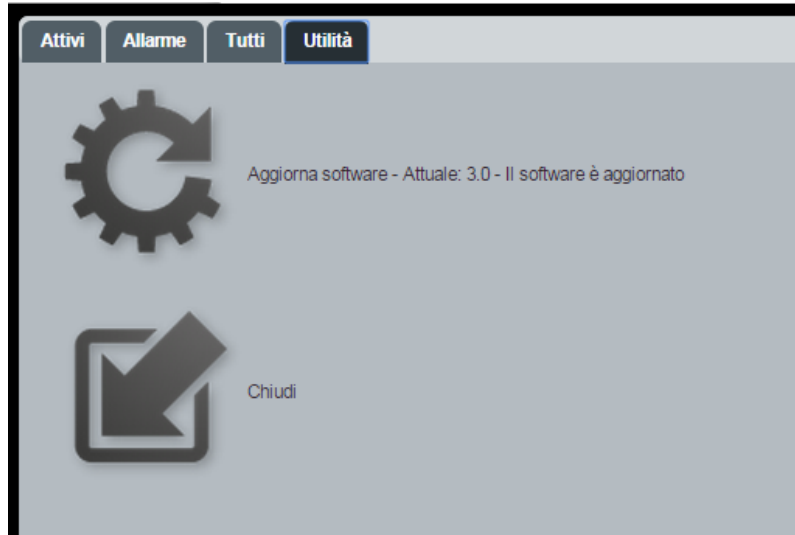 Attivi Allarme Tutti Utilità
Aggiorna software - Attuale: 3.0 - Il software è aggiornato
Chiudi